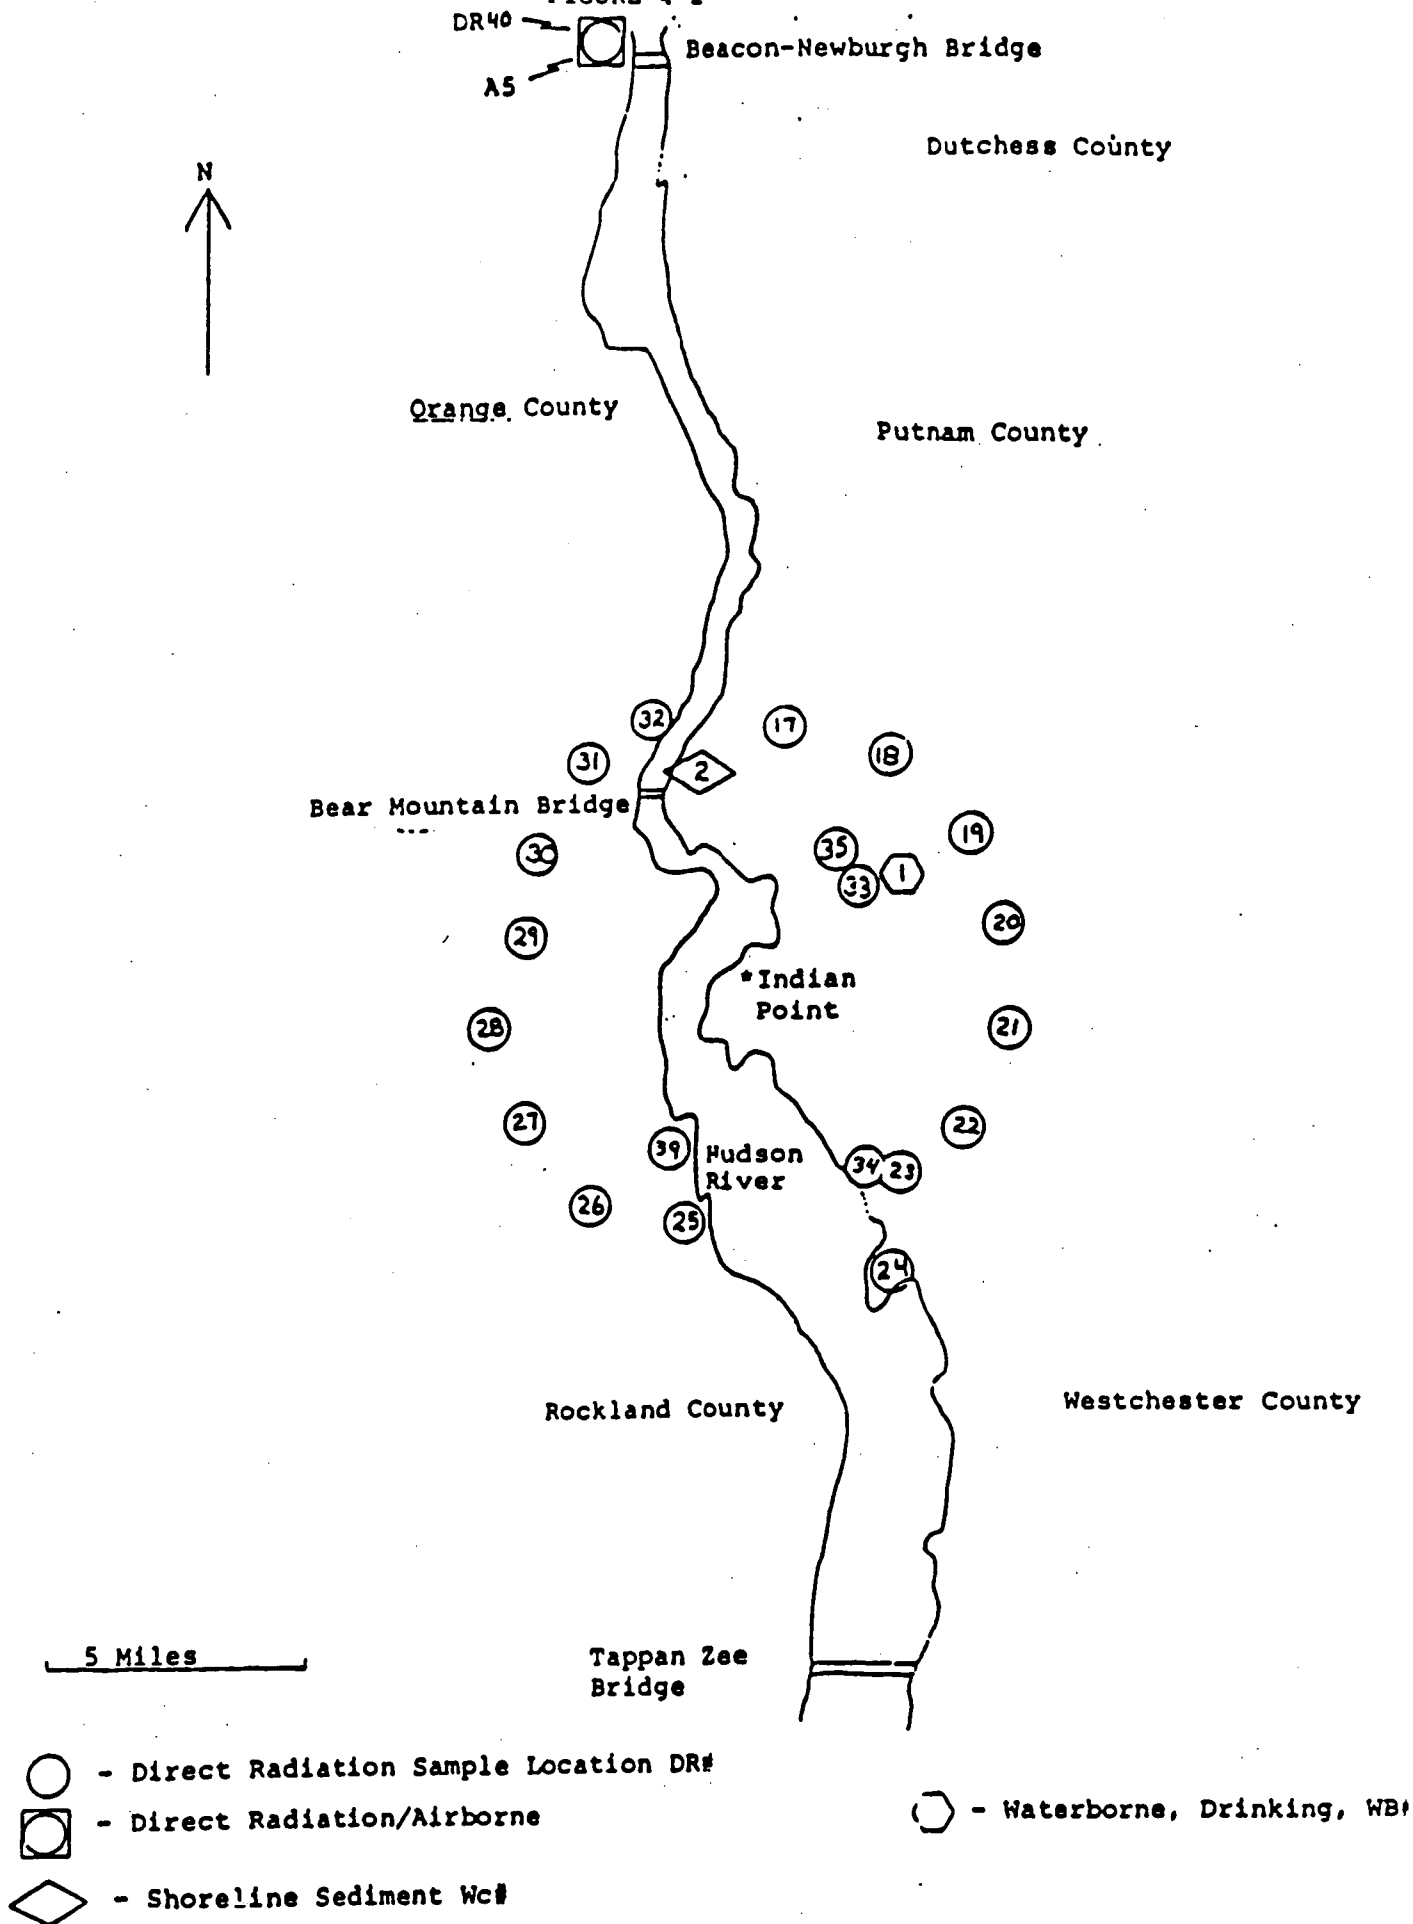 DR40
Beacon-Newburgh Bridge
A5
Dutchess County
N
Orange County
Putnam County
32
17
18
31
2
Bear Mountain Bridge
19
30
35
1
33
29
20
*Indian
Point
28
21
27
22
39
Hudson
River
34
23
26
25
24
Rockland County
Westchester County
5 Miles
Tappan Zee
Bridge
- Direct Radiation Sample Location DR#
- Direct Radiation/Airborne
- Waterborne, Drinking, WB#
- Shoreline Sediment Wc#